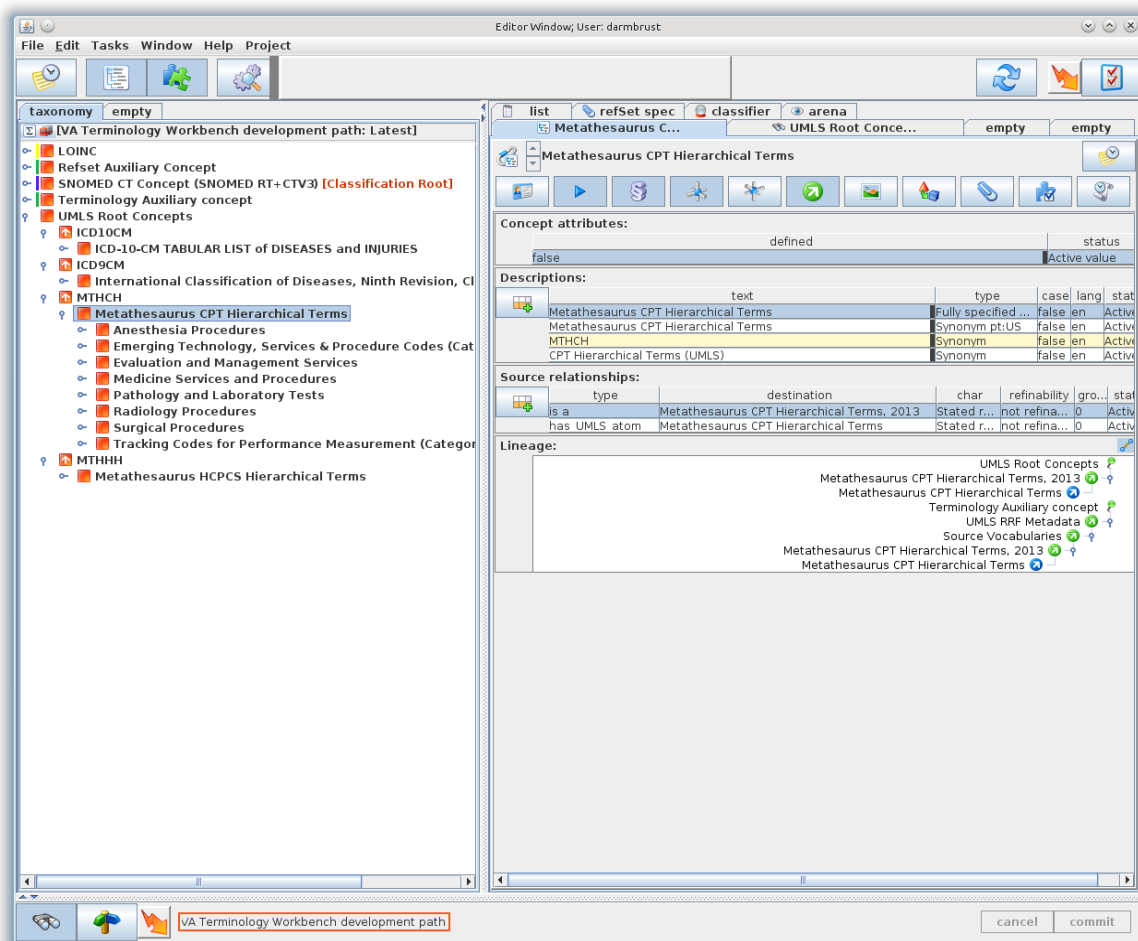 Editor Window; User: darmbrust
File Edit Tasks Window Help Project
taxonomy empty
[VA Terminology Workbench development path: Latest]
LOINC
Refset Auxiliary Concept
SNOMED CT Concept (SNOMED RT+CTV3) [Classification Root]
Terminology Auxiliary concept
UMLS Root Concepts
ICD10CM
ICD-10-CM TABULAR LIST of DISEASES and INJURIES
ICD9CM
International Classification of Diseases, Ninth Revision, Cl
MTHCH
Metathesaurus CPT Hierarchical Terms
Anesthesia Procedures
Emerging Technology, Services & Procedure Codes (Cat
Evaluation and Management Services
Medicine Services and Procedures
Pathology and Laboratory Tests
Radiology Procedures
Surgical Procedures
Tracking Codes for Performance Measurement (Categor
MTHHH
Metathesaurus HCPCS Hierarchical Terms
list refSet spec classifier arena
Metathesaurus C... UMLS Root Conce... empty empty
Metathesaurus CPT Hierarchical Terms
Concept attributes:
defined status
false Active value
Descriptions:
text type case lang stat
Metathesaurus CPT Hierarchical Terms Fully specified ... false en Active
Metathesaurus CPT Hierarchical Terms Synonym pt:US false en Active
MTHCH Synonym false en Active
CPT Hierarchical Terms (UMLS) Synonym false en Active
Source relationships:
type destination char refinability gro... stat
is a Metathesaurus CPT Hierarchical Terms, 2013 Stated r... not refina... 0 Activ
has UMLS atom Metathesaurus CPT Hierarchical Terms Stated r... not refina... 0 Activ
Lineage:
UMLS Root Concepts
Metathesaurus CPT Hierarchical Terms, 2013
Metathesaurus CPT Hierarchical Terms
Terminology Auxiliary concept
UMLS RRF Metadata
Source Vocabularies
Metathesaurus CPT Hierarchical Terms, 2013
Metathesaurus CPT Hierarchical Terms
VA Terminology Workbench development path
cancel commit